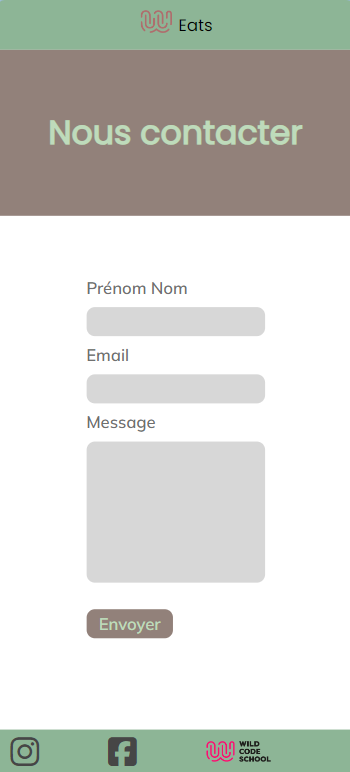 Eats
Nous contacter
Prénom Nom
Email
Message
Envoyer
WILD
CODE
SCHOOL